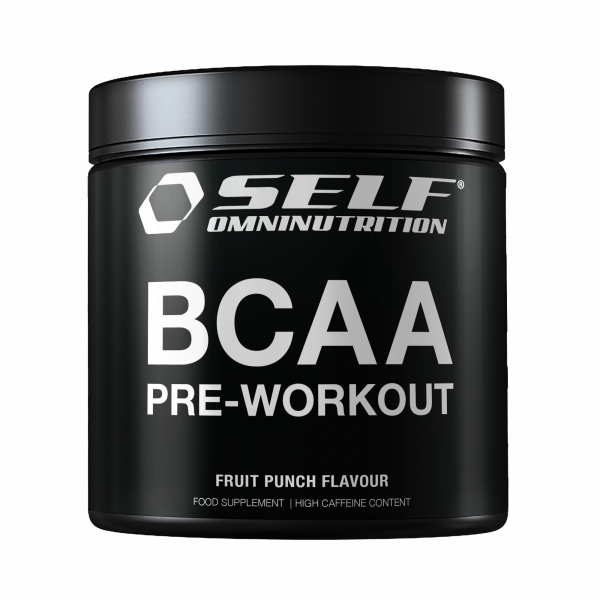 SELF®
OMNINUTRITION
BCAA
PRE-WORKOUT
FRUIT PUNCH FLAVOUR
FOOD SUPPLEMENT | HIGH CAFFEINE CONTENT